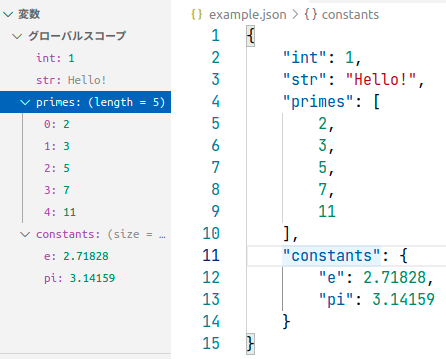 変数
グローバルスコープ
int: 1
str: Hello!
primes: (length = 5)
0: 2
1: 3
2: 5
3: 7
4: 11
constants: (size = …
e: 2.71828
pi: 3.14159
example.json > {} constants
1 {
2 "int": 1,
3 "str": "Hello!",
4 "primes": [
5 2,
6 3,
7 5,
8 7,
9 11
10 ],
11 "constants": {
12 "e": 2.71828,
13 "pi": 3.14159
14 }
15 }